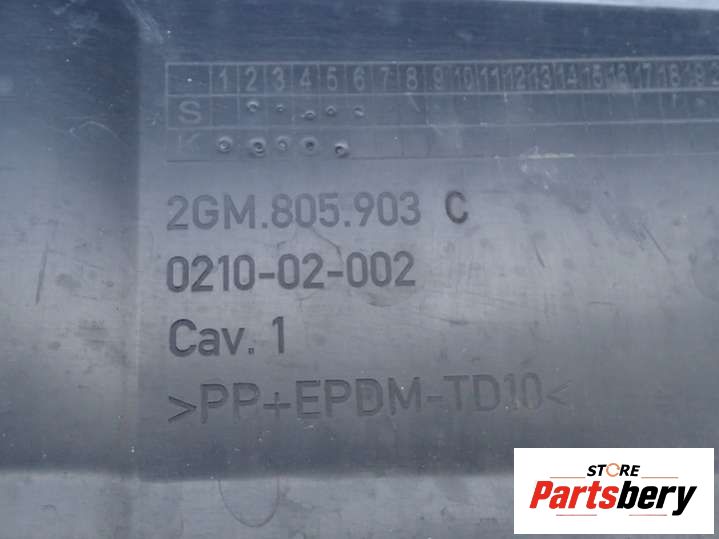 1 2 3 4 5 6 7 8 9 10 11 12 13 14 15 16 17 18 19
S
K
2GM.805.903 C
0210-02-002
Cav. 1
>PP+EPDM-TD10<
STORE
Partsbery